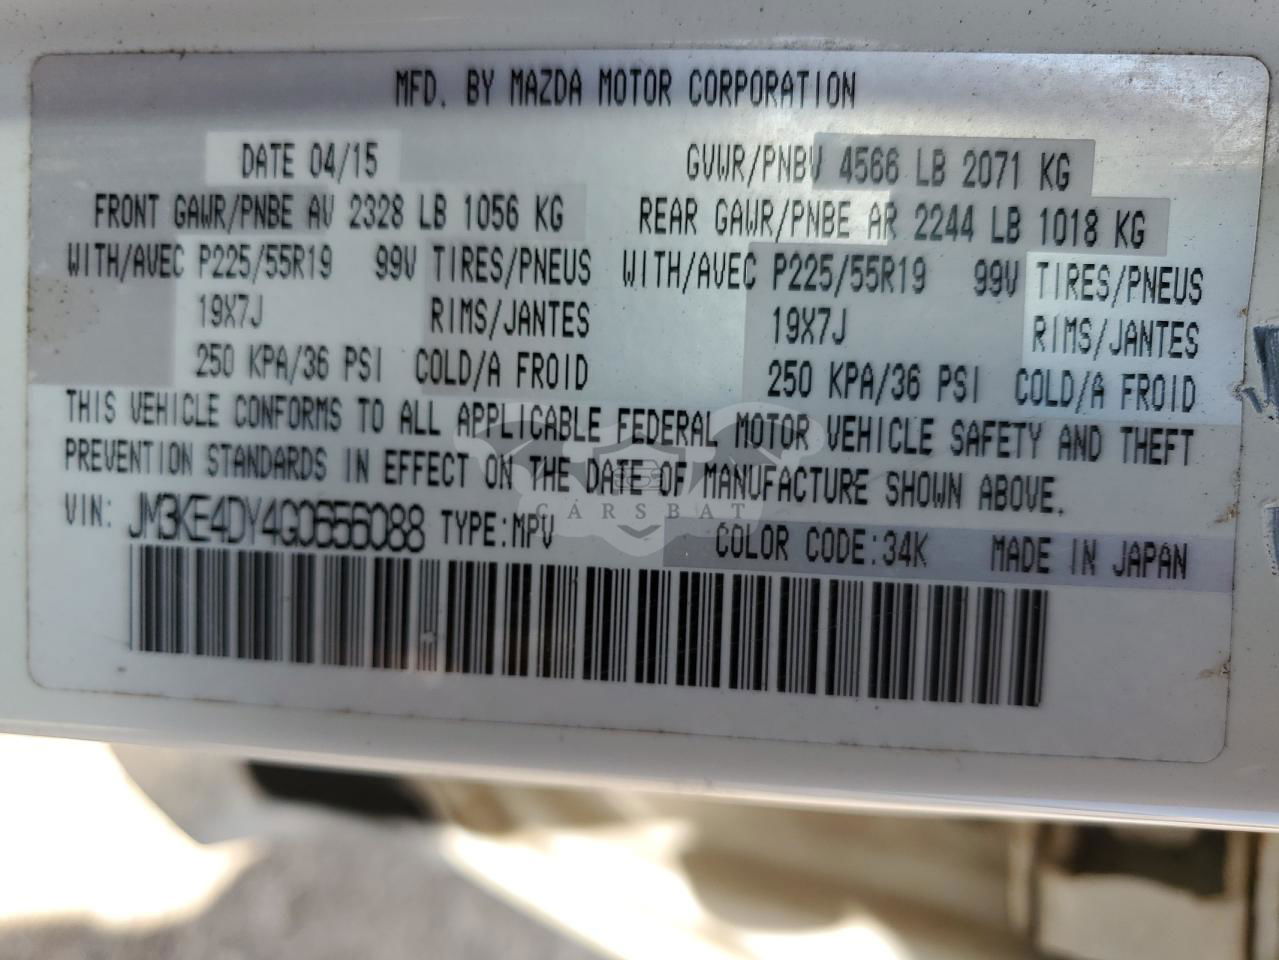 MFD. BY MAZDA MOTOR CORPORATION
DATE 04/15 GVWR/PNBV 4566 LB 2071 KG
FRONT GAWR/PNBE AV 2328 LB 1056 KG REAR GAWR/PNBE AR 2244 LB 1018 KG
WITH/AVEC P225/55R19 99V TIRES/PNEUS WITH/AVEC P225/55R19 99V TIRES/PNEUS
19X7J RIMS/JANTES 19X7J RIMS/JANTES
250 KPA/36 PSI COLD/A FROID 250 KPA/36 PSI COLD/A FROID
THIS VEHICLE CONFORMS TO ALL APPLICABLE FEDERAL MOTOR VEHICLE SAFETY AND THEFT
PREVENTION STANDARDS IN EFFECT ON THE DATE OF MANUFACTURE SHOWN ABOVE.
VIN: JM3KE4DY4G0656088 TYPE:MPV COLOR CODE:34K MADE IN JAPAN
CARSBAT